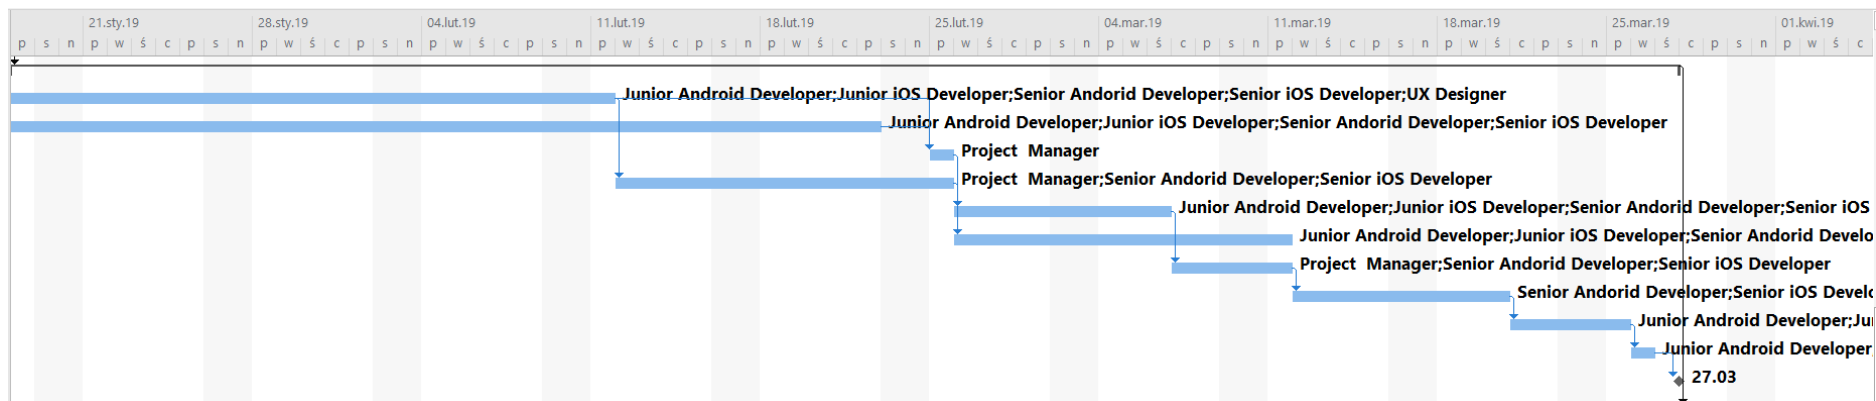 21.sty.19 28.sty.19 04.lut.19 11.lut.19 18.lut.19 25.lut.19 04.mar.19 11.mar.19 18.mar.19 25.mar.19 01.kwi.19
p s n p w ś c p s n p w ś c p s n p w ś c p s n p w ś c p s n p w ś c p s n p w ś c p s n p w ś c p s n p w ś c p s n p w ś c p s n p w ś c p s n p w ś c
Junior Android Developer;Junior iOS Developer;Senior Andorid Developer;Senior iOS Developer;UX Designer
Junior Android Developer;Junior iOS Developer;Senior Andorid Developer;Senior iOS Developer
Project Manager
Project Manager;Senior Andorid Developer;Senior iOS Developer
Junior Android Developer;Junior iOS Developer;Senior Andorid Developer;Senior iOS
Junior Android Developer;Junior iOS Developer;Senior Andorid Develo
Project Manager;Senior Andorid Developer;Senior iOS Developer
Senior Andorid Developer;Senior iOS Develo
Junior Android Developer;Ju
Junior Android Developer;
27.03